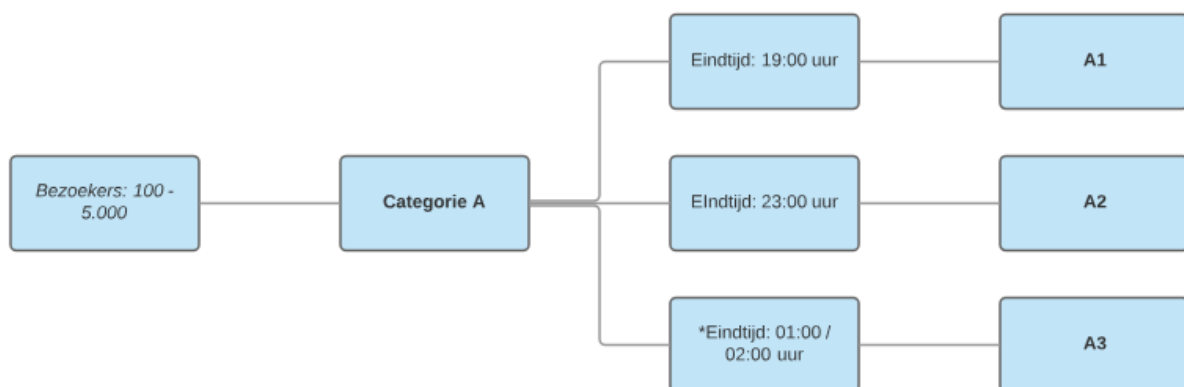 Eindtijd: 19:00 uur
A1
Bezoekers: 100 -
5.000
Categorie A
EIndtijd: 23:00 uur
A2
*Eindtijd: 01:00 /
02:00 uur
A3